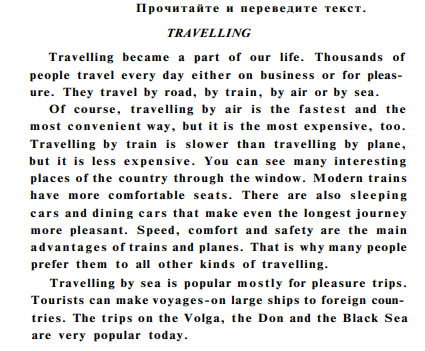 Прочитайте и переведите текст.
TRAVELLING
Travelling became a part of our life. Thousands of
people travel every day either on business or for pleas-
ure. They travel by road, by train, by air or by sea.
Of course, travelling by air is the fastest and the
most convenient way, but it is the most expensive, too.
Travelling by train is slower than travelling by plane,
but it is less expensive. You can see many interesting
places of the country through the window. Modern trains
have more comfortable seats. There are also sleeping
cars and dining cars that make even the longest journey
more pleasant. Speed, comfort and safety are the main
advantages of trains and planes. That is why many people
prefer them to all other kinds of travelling.
Travelling by sea is popular mostly for pleasure trips.
Tourists can make voyages-on large ships to foreign coun-
tries. The trips on the Volga, the Don and the Black Sea
are very popular today.